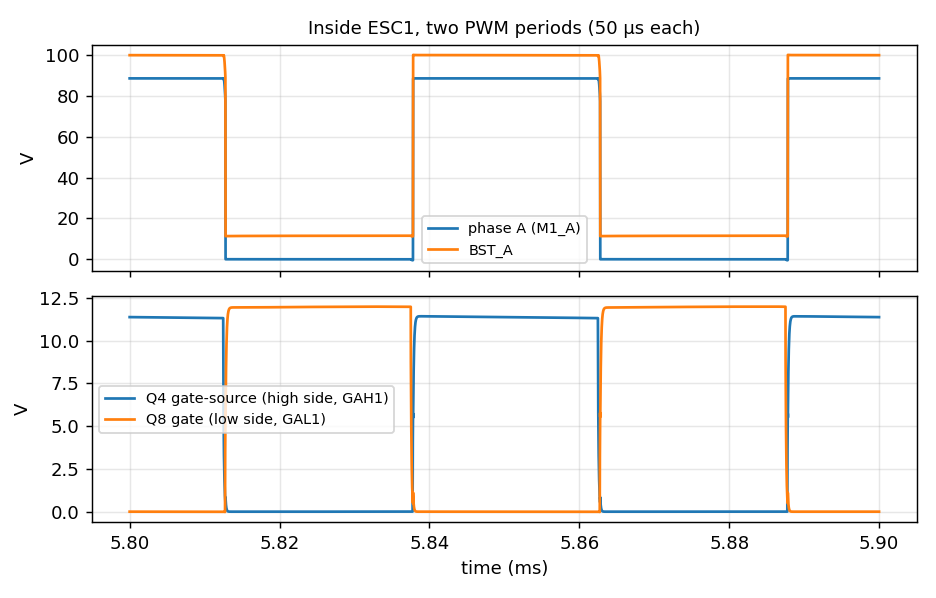 Inside ESC1, two PWM periods (50 µs each)
100
80
60
40
20
0
V
phase A (M1_A)
BST_A
12.5
10.0
7.5
5.0
2.5
0.0
V
Q4 gate-source (high side, GAH1)
Q8 gate (low side, GAL1)
5.80 5.82 5.84 5.86 5.88 5.90
time (ms)